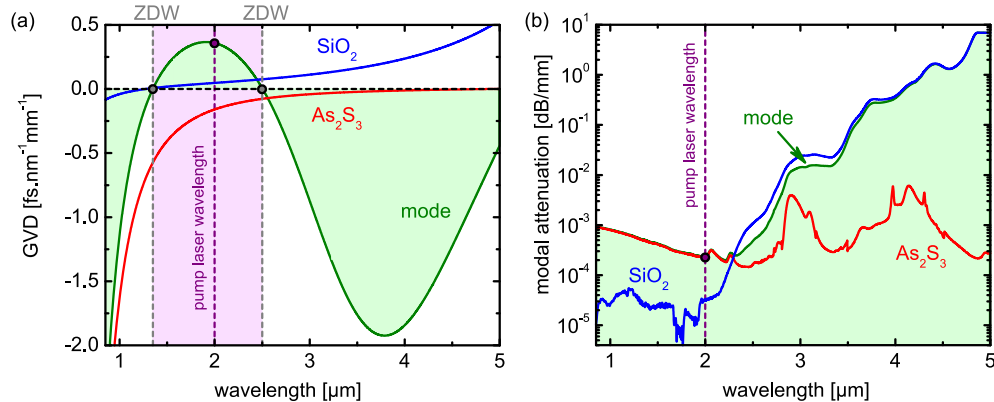 (a)
ZDW
ZDW
0.5
0.0
-0.5
-1.0
-1.5
-2.0
GVD [fs.nm⁻¹mm⁻¹]
SiO₂
As₂S₃
mode
pump laser wavelength
1 2 3 4 5
wavelength [µm]
(b)
10¹
10⁰
10⁻¹
10⁻²
10⁻³
10⁻⁴
10⁻⁵
modal attenuation [dB/mm]
pump laser wavelength
mode
SiO₂
As₂S₃
1 2 3 4 5
wavelength [µm]